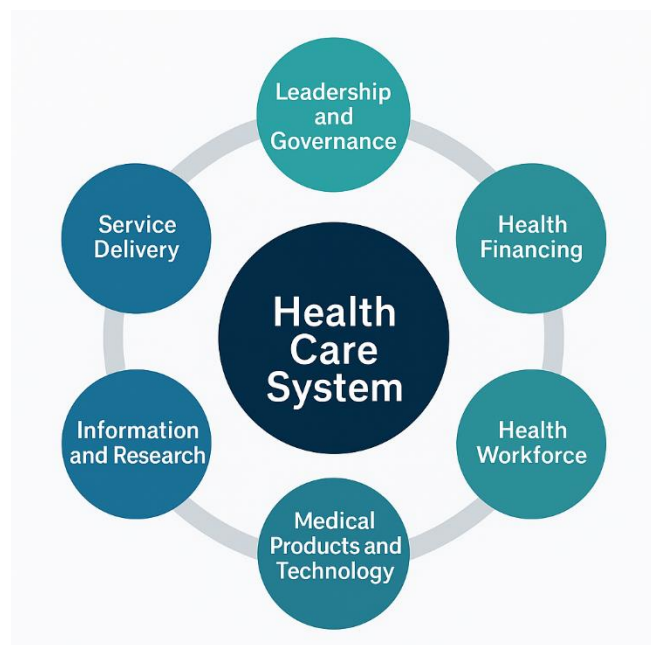 Leadership
and
Governance
Health
Financing
Health
Workforce
Medical
Products and
Technology
Information
and Research
Service
Delivery
Health
Care
System